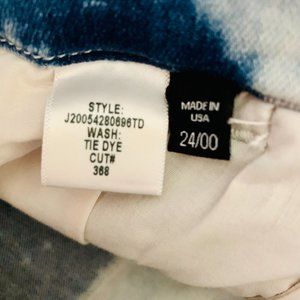 STYLE:
J20054280696TD
WASH:
TIE DYE
CUT#
368
MADE IN
USA
24/00